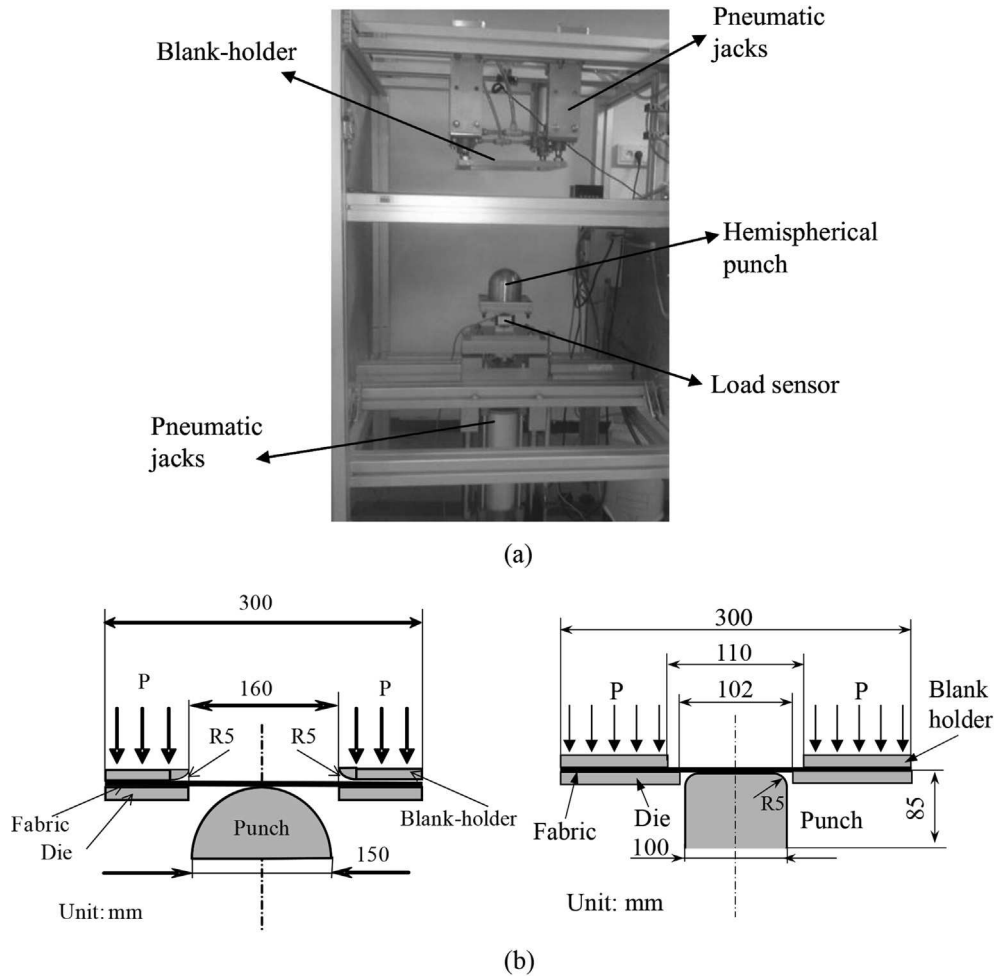 Blank-holder
Pneumatic
jacks
Hemispherical
punch
Load sensor
Pneumatic
jacks
(a)
300
P
160
P
R5
R5
Fabric
Die
Punch
Blank-holder
150
Unit: mm
300
110
P
102
P
Blank
holder
Fabric
Die
R5
Punch
85
100
Unit: mm
(b)